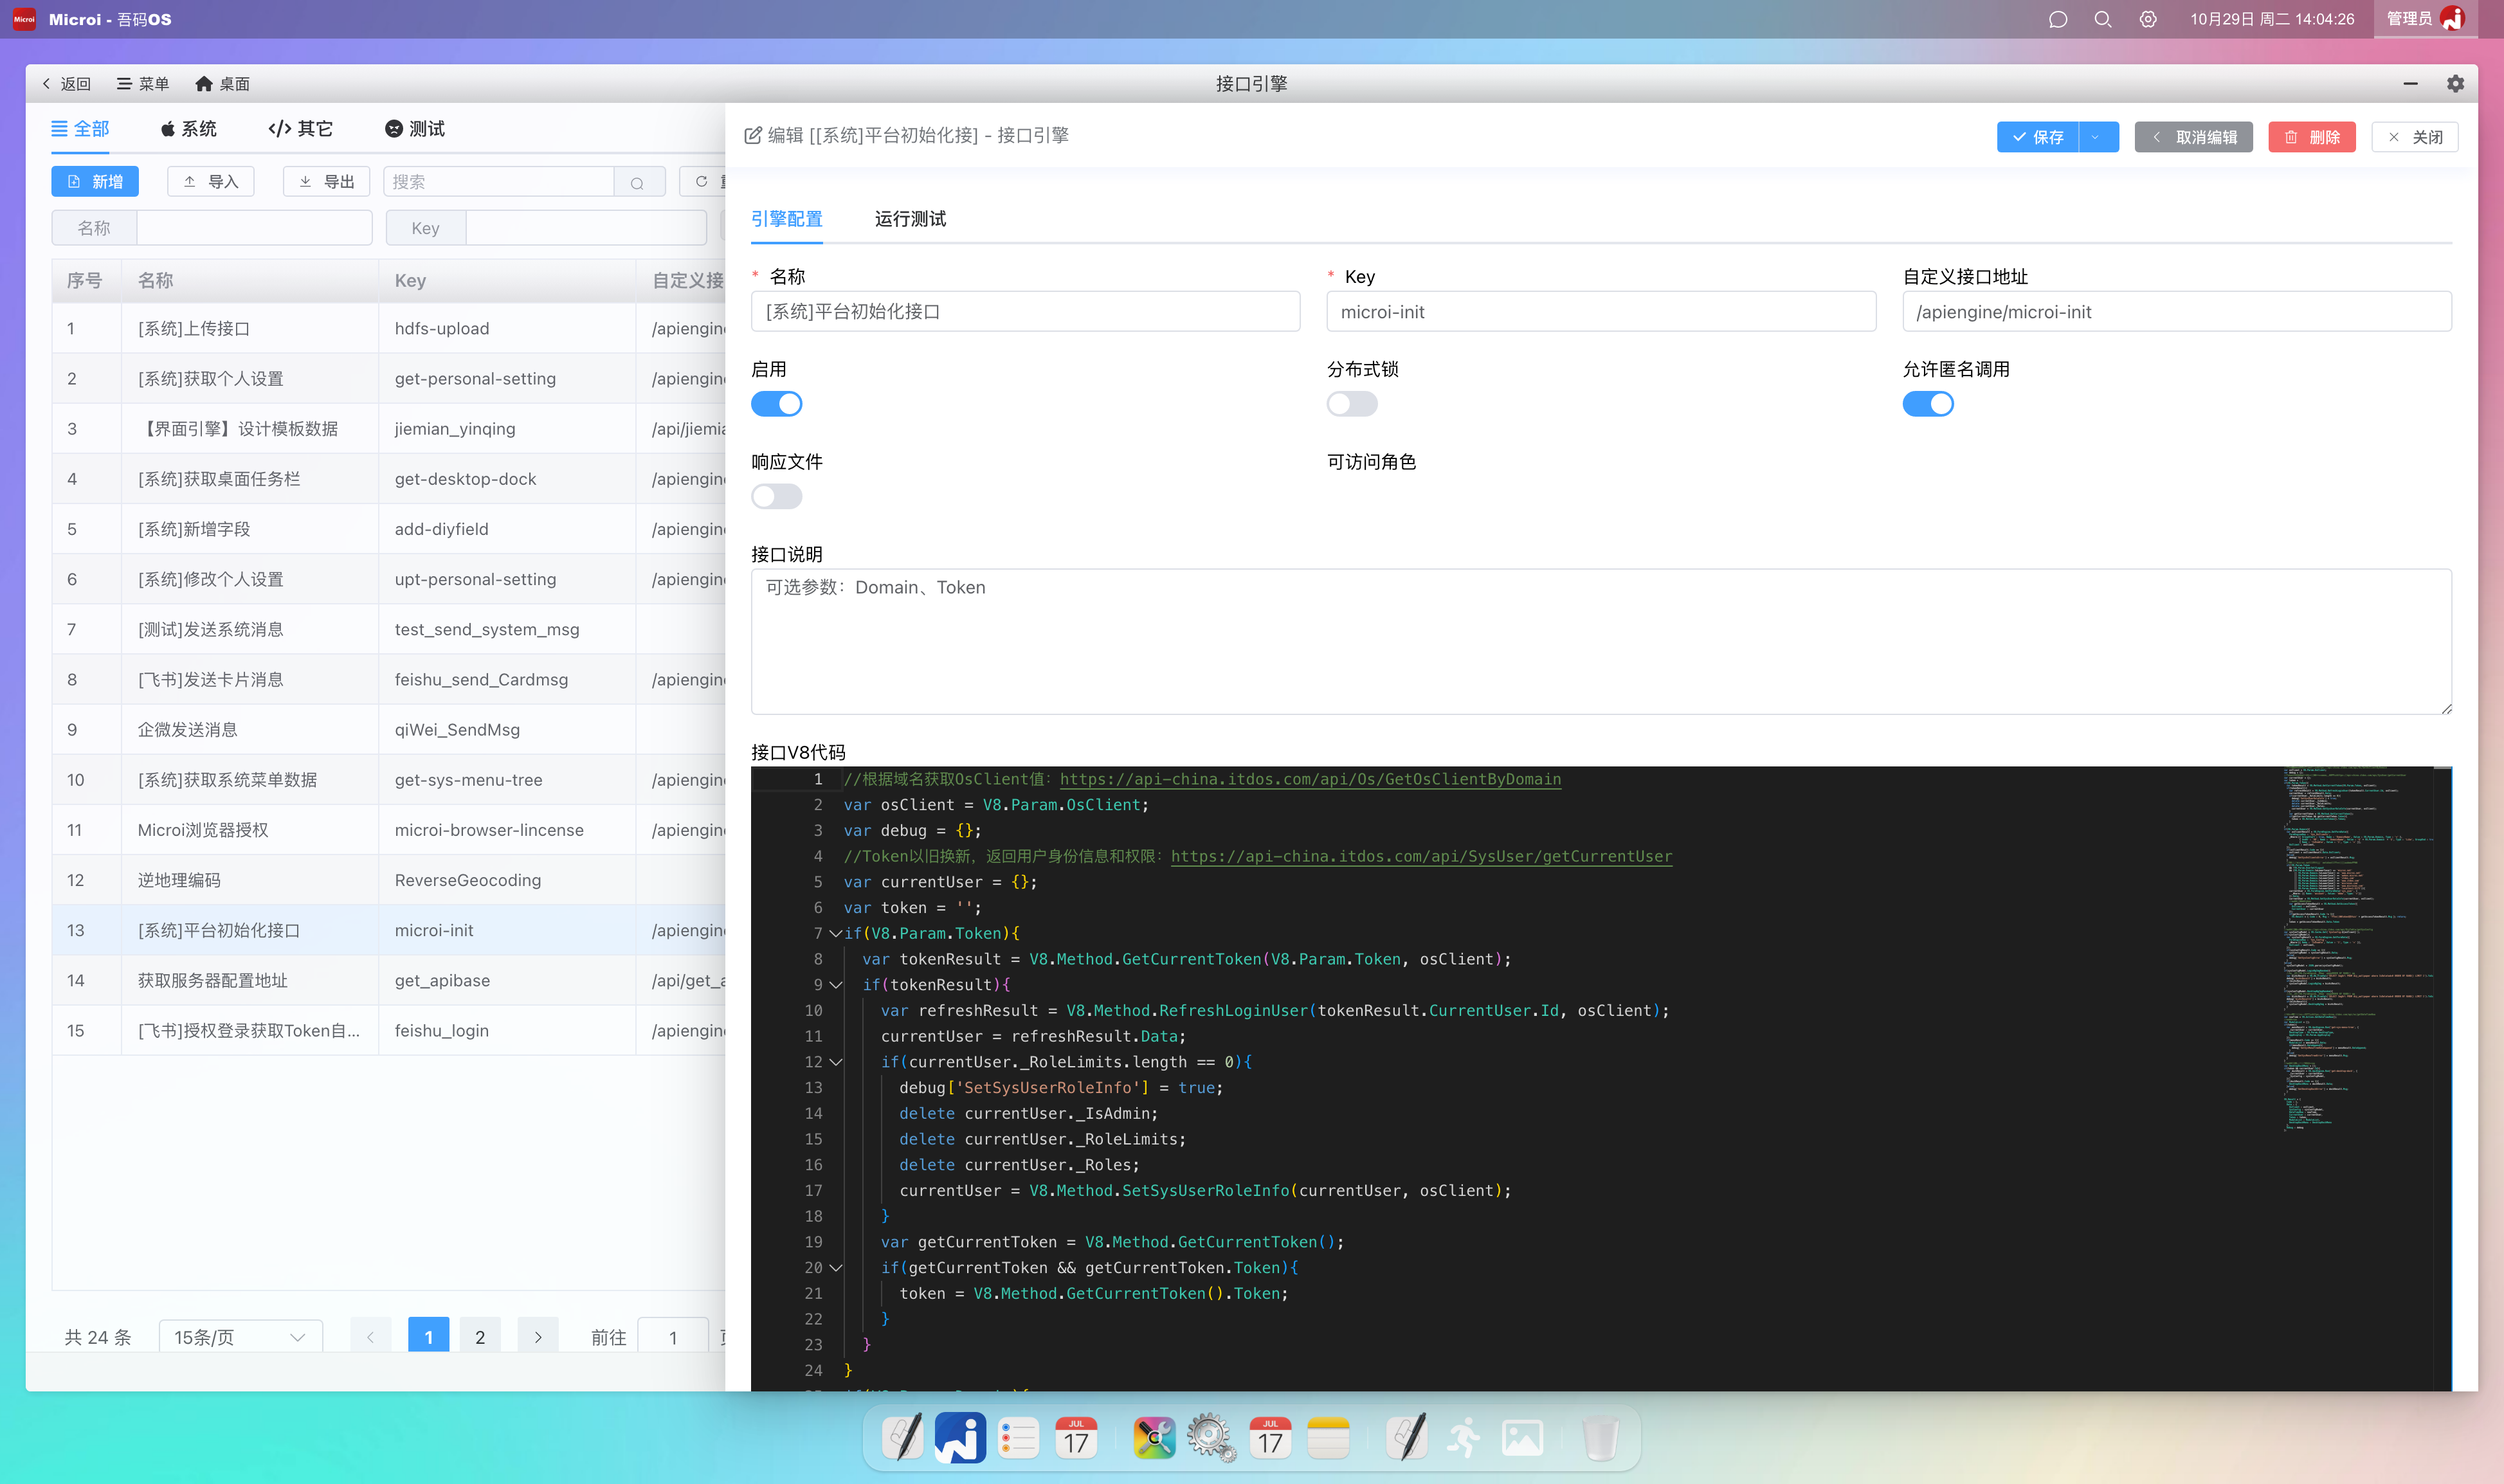 Microi
Microi - 吾码OS
10月29日 周二 14:04:26
管理员
返回
菜单
桌面
接口引擎
全部
系统
其它
测试
新增
导入
导出
搜索
名称
Key
序号 名称 Key 自定义接
1 [系统]上传接口 hdfs-upload /apiengine
2 [系统]获取个人设置 get-personal-setting /apiengine
3 【界面引擎】设计模板数据 jiemian_yinqing /api/jiemia
4 [系统]获取桌面任务栏 get-desktop-dock /apiengine
5 [系统]新增字段 add-diyfield /apiengine
6 [系统]修改个人设置 upt-personal-setting /apiengine
7 [测试]发送系统消息 test_send_system_msg
8 [飞书]发送卡片消息 feishu_send_Cardmsg /apiengine
9 企微发送消息 qiWei_SendMsg
10 [系统]获取系统菜单数据 get-sys-menu-tree /apiengine
11 Microi浏览器授权 microi-browser-lincense /apiengine
12 逆地理编码 ReverseGeocoding
13 [系统]平台初始化接口 microi-init /apiengine
14 获取服务器配置地址 get_apibase /api/get_a
15 [飞书]授权登录获取Token自... feishu_login /apiengine
共 24 条
15条/页
1
2
前往
1
编辑 [[系统]平台初始化接] - 接口引擎
保存
取消编辑
删除
关闭
引擎配置
运行测试
* 名称
[系统]平台初始化接口
* Key
microi-init
自定义接口地址
/apiengine/microi-init
启用
分布式锁
允许匿名调用
响应文件
可访问角色
接口说明
可选参数：Domain、Token
接口V8代码
1 //根据域名获取OsClient值：https://api-china.itdos.com/api/Os/GetOsClientByDomain
2 var osClient = V8.Param.OsClient;
3 var debug = {};
4 //Token以旧换新，返回用户身份信息和权限：https://api-china.itdos.com/api/SysUser/getCurrentUser
5 var currentUser = {};
6 var token = '';
7 if(V8.Param.Token){
8 var tokenResult = V8.Method.GetCurrentToken(V8.Param.Token, osClient);
9 if(tokenResult){
10 var refreshResult = V8.Method.RefreshLoginUser(tokenResult.CurrentUser.Id, osClient);
11 currentUser = refreshResult.Data;
12 if(currentUser._RoleLimits.length == 0){
13 debug['SetSysUserRoleInfo'] = true;
14 delete currentUser._IsAdmin;
15 delete currentUser._RoleLimits;
16 delete currentUser._Roles;
17 currentUser = V8.Method.SetSysUserRoleInfo(currentUser, osClient);
18 }
19 var getCurrentToken = V8.Method.GetCurrentToken();
20 if(getCurrentToken && getCurrentToken.Token){
21 token = V8.Method.GetCurrentToken().Token;
22 }
23 }
24 }
JUL
17
JUL
17